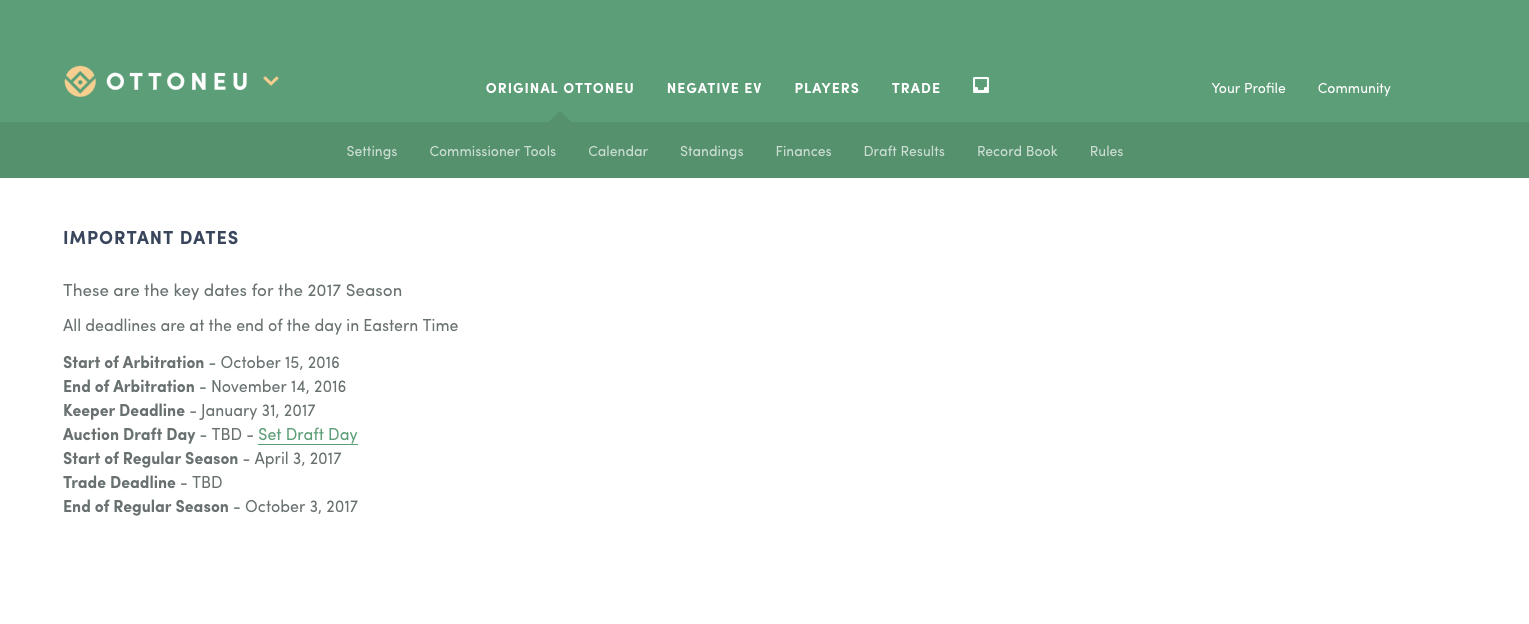 OTTONEU
ORIGINAL OTTONEU NEGATIVE EV PLAYERS TRADE
Your Profile Community
Settings Commissioner Tools Calendar Standings Finances Draft Results Record Book Rules
IMPORTANT DATES
These are the key dates for the 2017 Season
All deadlines are at the end of the day in Eastern Time
Start of Arbitration - October 15, 2016
End of Arbitration - November 14, 2016
Keeper Deadline - January 31, 2017
Auction Draft Day - TBD - Set Draft Day
Start of Regular Season - April 3, 2017
Trade Deadline - TBD
End of Regular Season - October 3, 2017